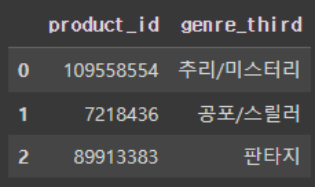 product_id genre_third
0 109558554 추리/미스터리
1 7218436 공포/스릴러
2 89913383 판타지